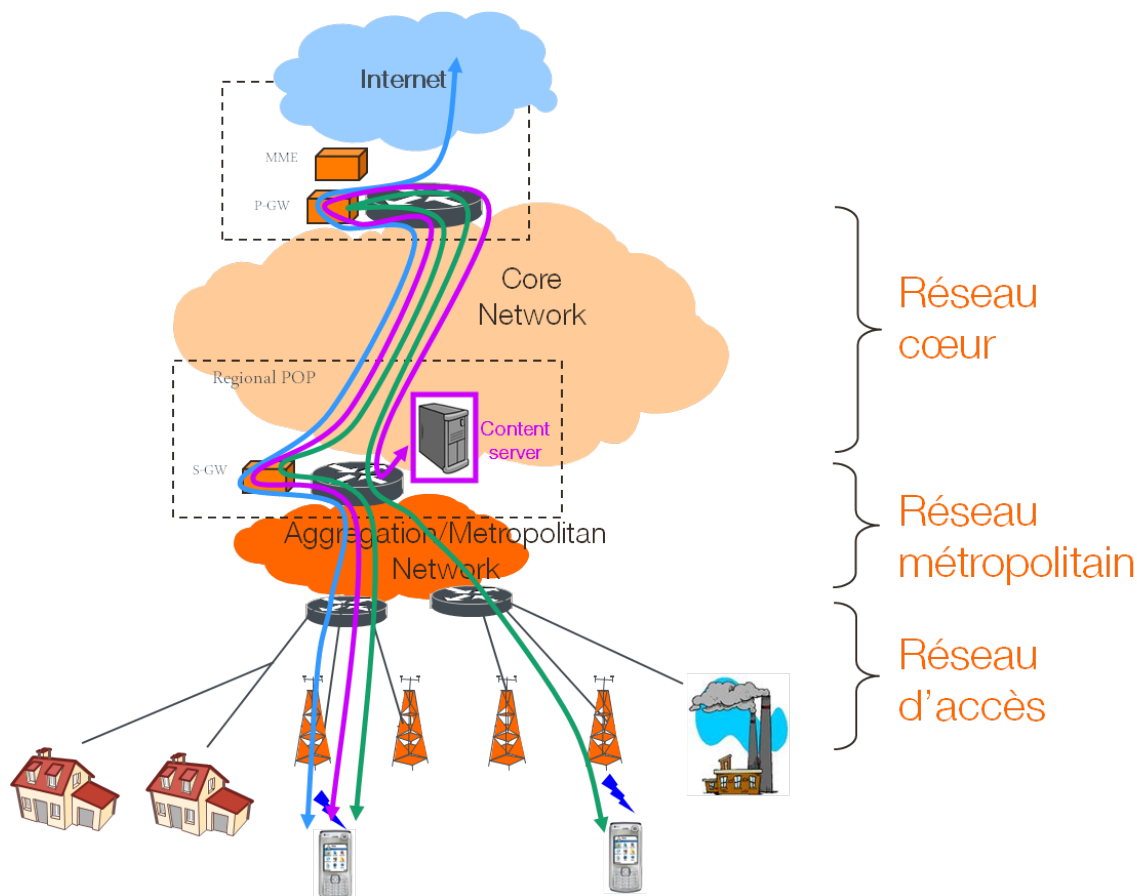 Internet
MME
P-GW
Core
Network
Réseau
cœur
Regional POP
Content
server
S-GW
Aggregation/Metropolitan
Network
Réseau
métropolitain
Réseau
d'accès